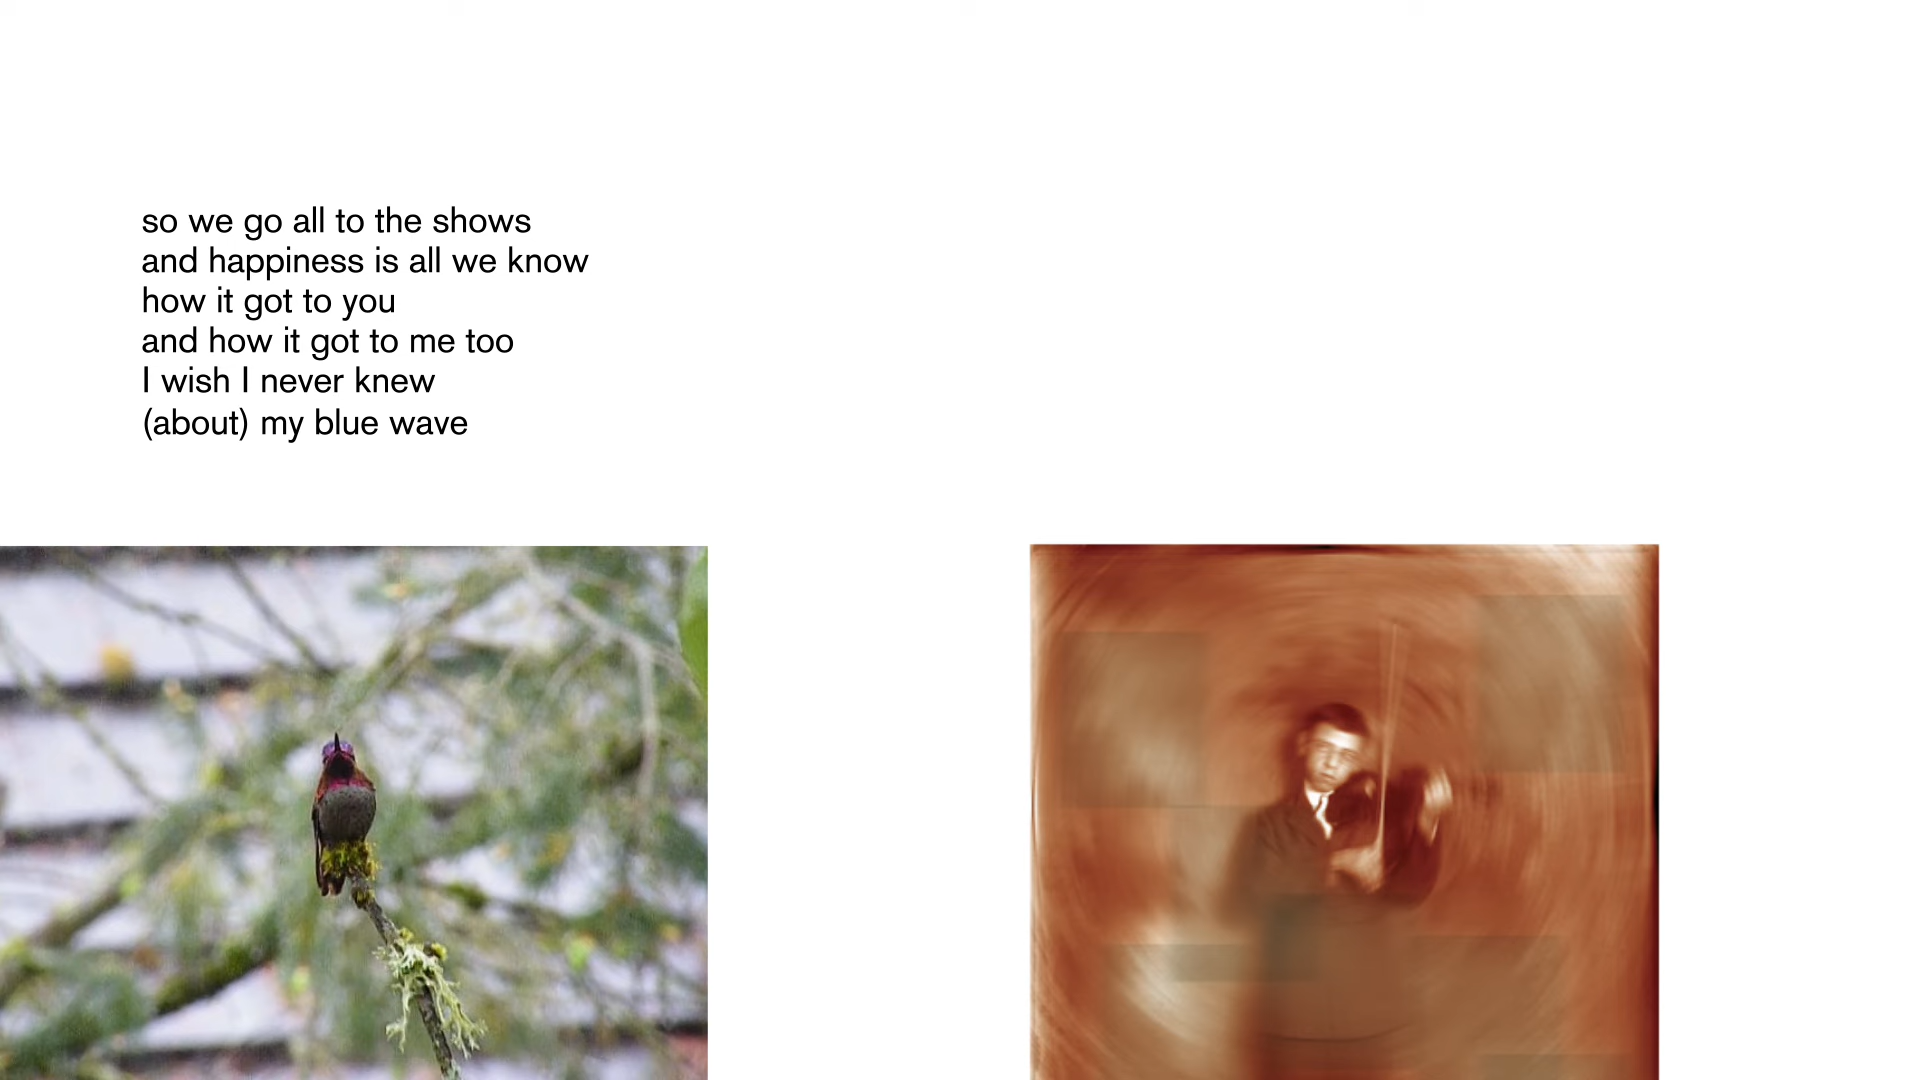 so we go all to the shows
and happiness is all we know
how it got to you
and how it got to me too
I wish I never knew
(about) my blue wave